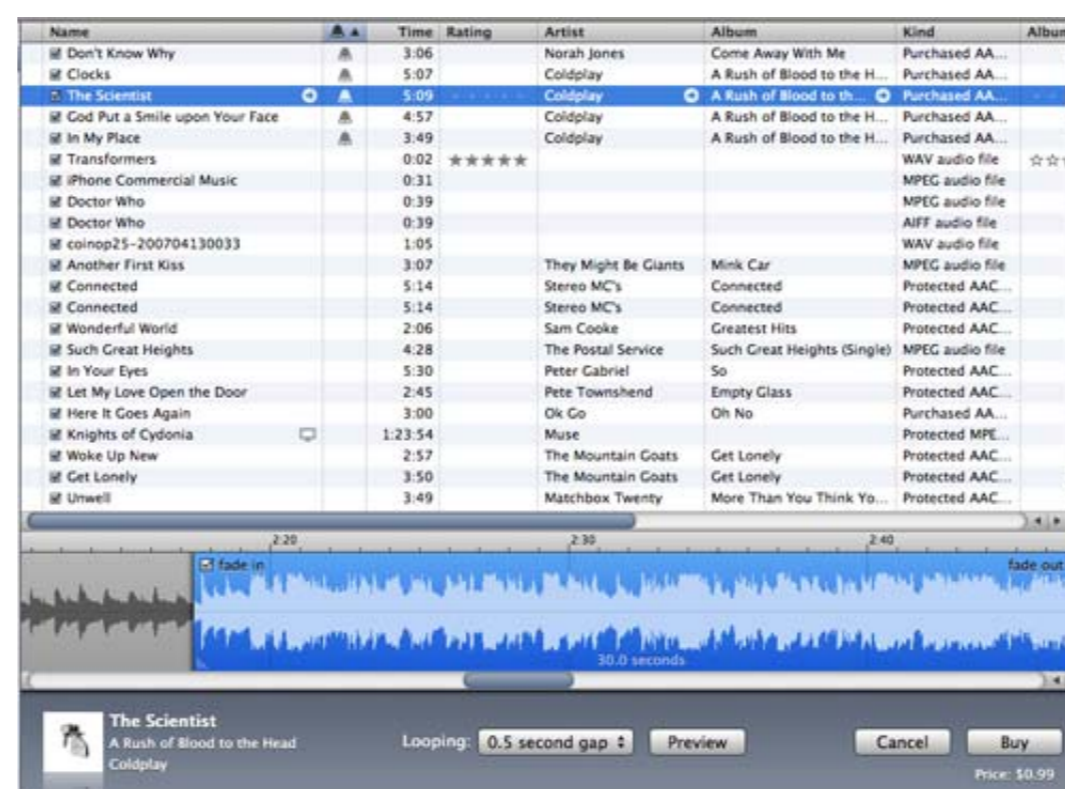 Name Time Rating Artist Album Kind Albun
Don't Know Why 3:06 Norah Jones Come Away With Me Purchased AA...
Clocks 5:07 Coldplay A Rush of Blood to the H... Purchased AA...
The Scientist 5:09 Coldplay A Rush of Blood to th... Purchased AA...
God Put a Smile upon Your Face 4:57 Coldplay A Rush of Blood to the H... Purchased AA...
In My Place 3:49 Coldplay A Rush of Blood to the H... Purchased AA...
Transformers 0:02 ★★★★★ WAV audio file ☆☆
iPhone Commercial Music 0:31 MPEG audio file
Doctor Who 0:39 MPEG audio file
Doctor Who 0:39 AIFF audio file
coinop25-200704130033 1:05 WAV audio file
Another First Kiss 3:07 They Might Be Giants Mink Car MPEG audio file
Connected 5:14 Stereo MC's Connected Protected AAC...
Connected 5:14 Stereo MC's Connected Protected AAC...
Wonderful World 2:06 Sam Cooke Greatest Hits Protected AAC...
Such Great Heights 4:28 The Postal Service Such Great Heights (Single) MPEG audio file
In Your Eyes 5:30 Peter Gabriel So Protected AAC...
Let My Love Open the Door 2:45 Pete Townshend Empty Glass Protected AAC...
Here It Goes Again 3:00 Ok Go Oh No Purchased AA...
Knights of Cydonia 1:23:54 Muse Protected MPE...
Woke Up New 2:57 The Mountain Goats Get Lonely Protected AAC...
Get Lonely 3:50 The Mountain Goats Get Lonely Protected AAC...
Unwell 3:49 Matchbox Twenty More Than You Think Yo... Protected AAC...
2:20 2:30 2:40
fade in fade out
30.0 seconds
The Scientist
A Rush of Blood to the Head
Coldplay
Looping: 0.5 second gap Preview Cancel Buy
Price: $0.99